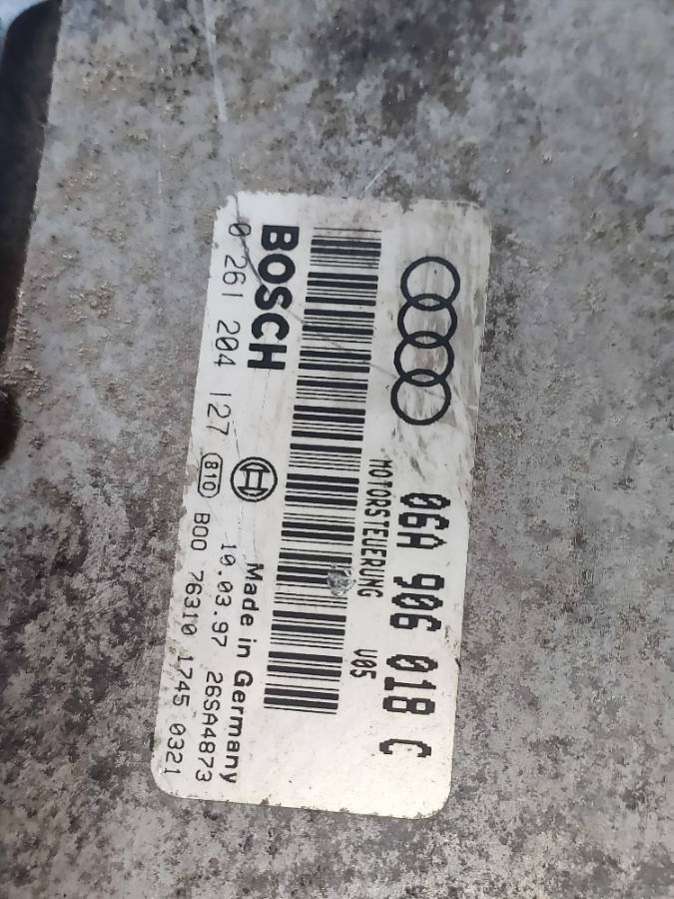 06A 906 018 C
MOTORSTEUERUNG V05
BOSCH
Made in Germany
0 261 204 127
10.03.97 26SA4873
810 B00 76310 1745 0321